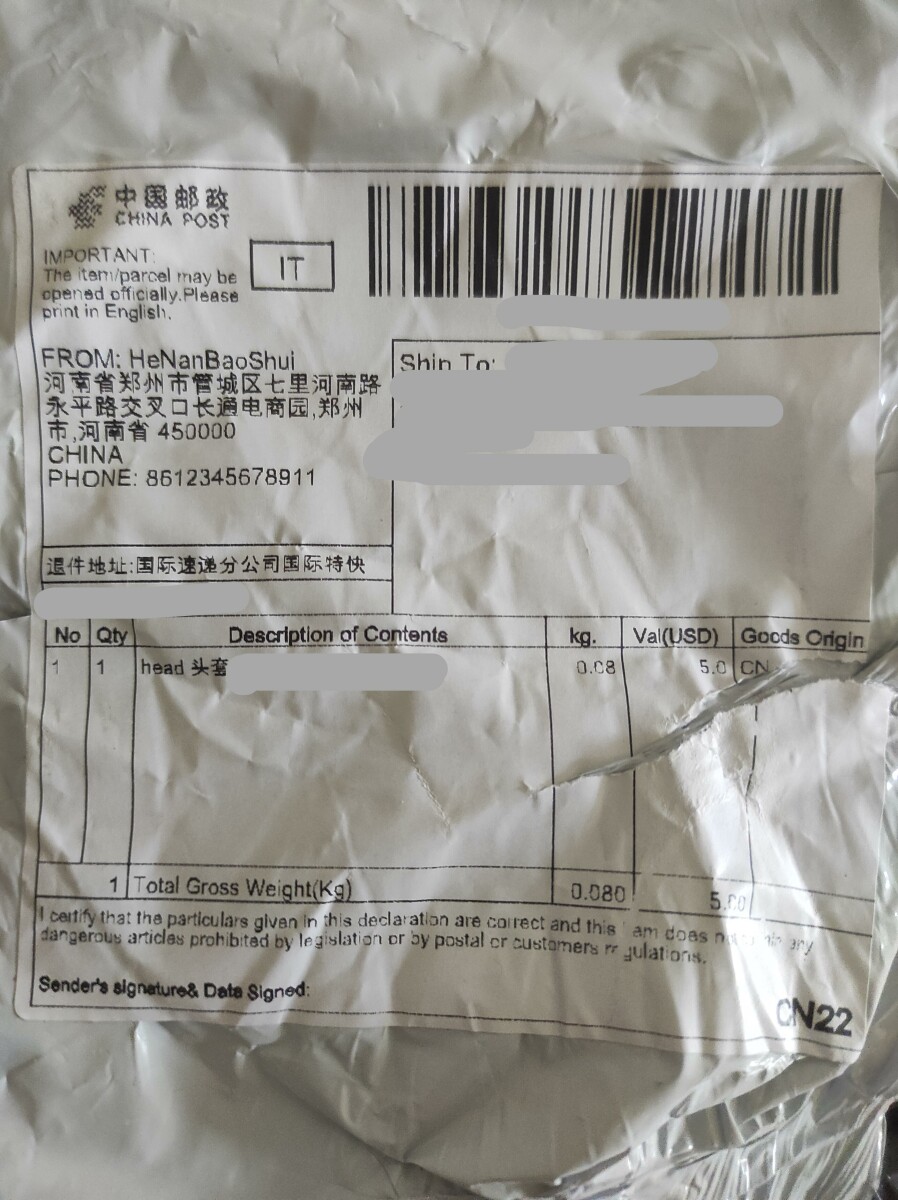 中国邮政
CHINA POST
IMPORTANT:
The item/parcel may be
opened officially.Please
print in English.
IT
FROM: HeNanBaoShui
河南省郑州市管城区七里河南路
永平路交叉口长通电商园,郑州
市,河南省 450000
CHINA
PHONE: 8612345678911
Ship To:
退件地址:国际速递分公司国际特快
No Qty Description of Contents kg. Val(USD) Goods Origin
1 1 head 头套 0.08 5.0 CN
1 Total Gross Weight(Kg) 0.080 5.00
I certify that the particulars given in this declaration are correct and this does any
dangerous articles prohibited by legislation or by postal or customers
Sender's signature& Data Signed:
CN22